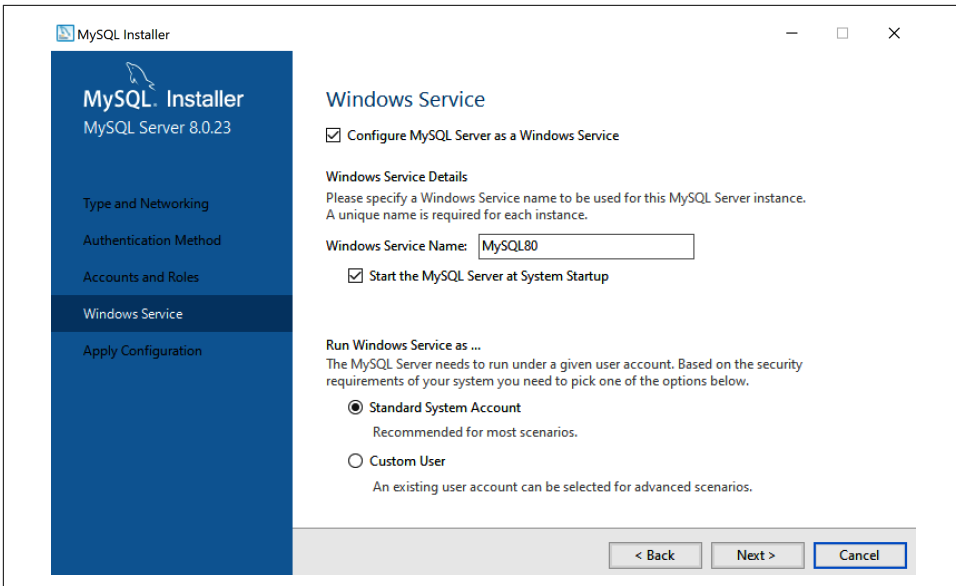 MySQL Installer
MySQL. Installer
MySQL Server 8.0.23
Type and Networking
Authentication Method
Accounts and Roles
Windows Service
Apply Configuration
Windows Service
Configure MySQL Server as a Windows Service
Windows Service Details
Please specify a Windows Service name to be used for this MySQL Server instance.
A unique name is required for each instance.
Windows Service Name: MySQL80
Start the MySQL Server at System Startup
Run Windows Service as ...
The MySQL Server needs to run under a given user account. Based on the security
requirements of your system you need to pick one of the options below.
Standard System Account
Recommended for most scenarios.
Custom User
An existing user account can be selected for advanced scenarios.
< Back Next > Cancel